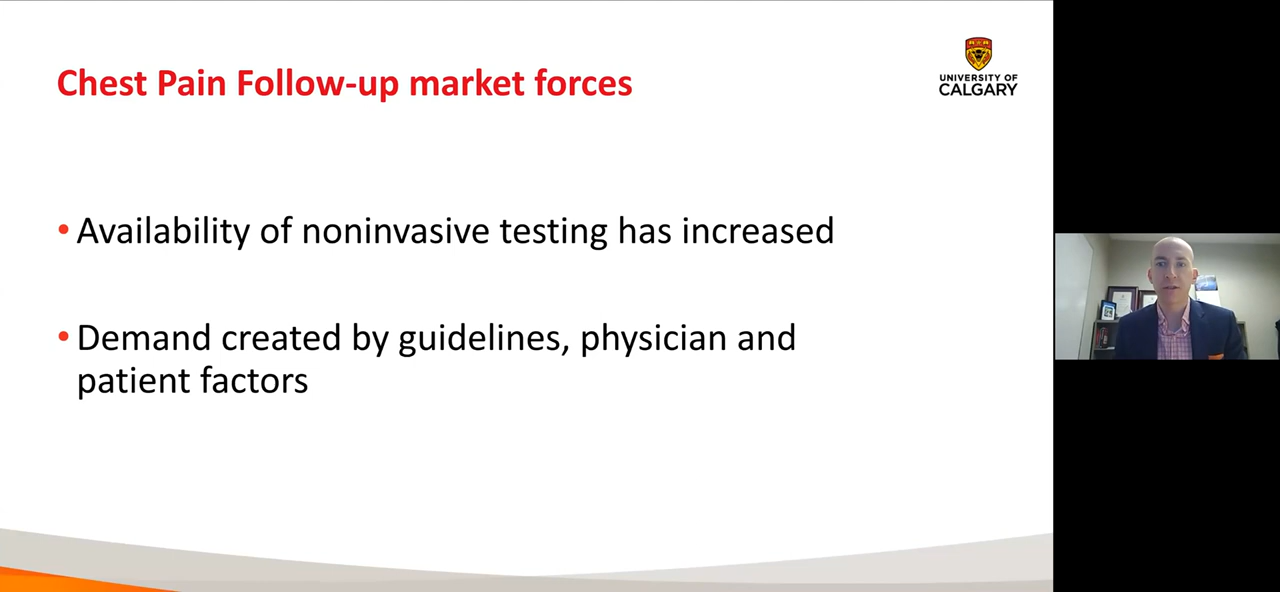 Chest Pain Follow-up market forces
UNIVERSITY OF
CALGARY
• Availability of noninvasive testing has increased
• Demand created by guidelines, physician and
patient factors